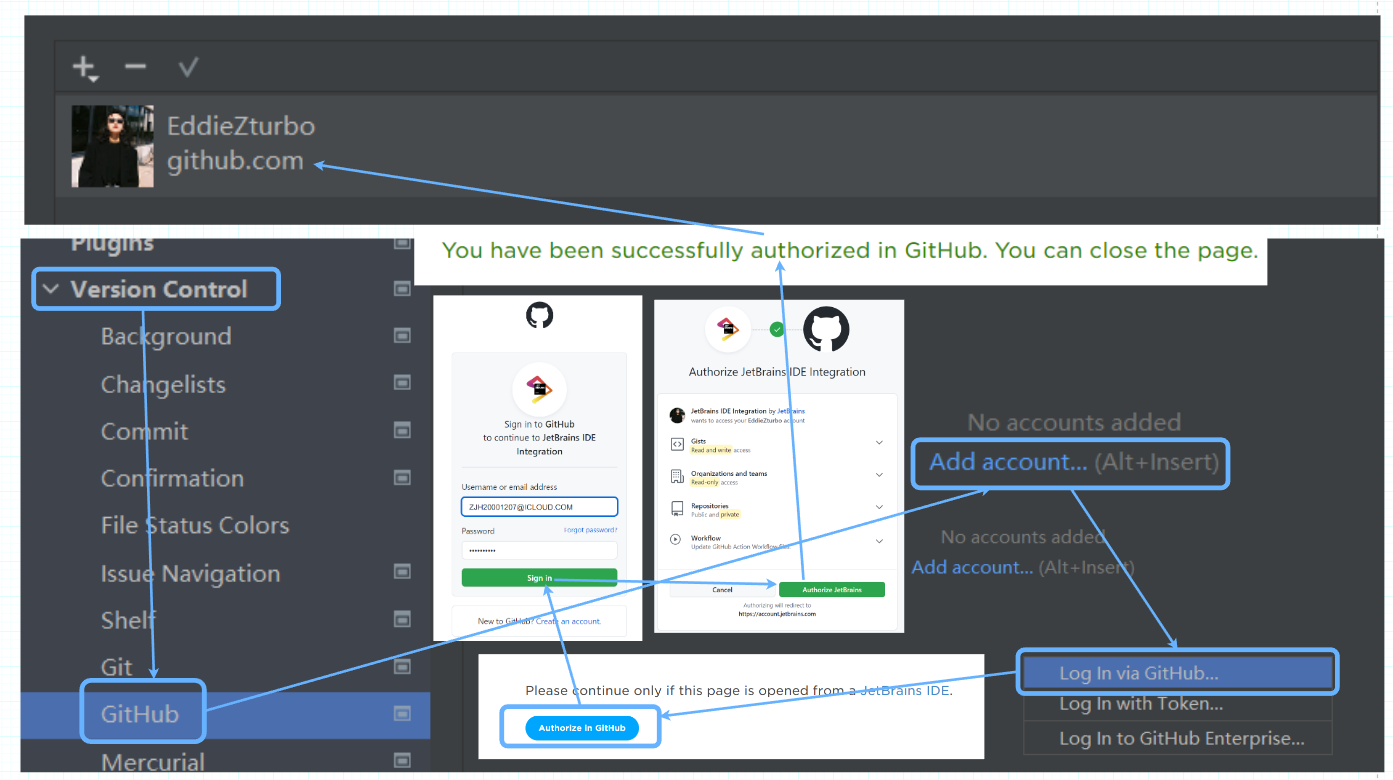 EddieZturbo
github.com
Plugins
You have been successfully authorized in GitHub. You can close the page.
Version Control
Background
Changelists
Commit
Confirmation
File Status Colors
Issue Navigation
Shelf
Git
GitHub
Mercurial
Sign in to GitHub
to continue to JetBrains IDE
Integration
Username or email address
ZJH20001207@ICLOUD.COM
Password Forgot password?
Sign in
New to GitHub? Create an account.
Authorize JetBrains IDE Integration
JetBrains IDE Integration by JetBrains
wants to access your EddieZturbo account
Gists
Read and write access
Organizations and teams
Read-only access
Repositories
Public and private
Workflow
Update GitHub Action Workflow files
Cancel Authorize JetBrains
Authorizing will redirect to
https://account.jetbrains.com
No accounts added
Add account... (Alt+Insert)
No accounts added
Add account... (Alt+Insert)
Please continue only if this page is opened from a JetBrains IDE.
Authorize in GitHub
Log In via GitHub...
Log In with Token...
Log In to GitHub Enterprise...